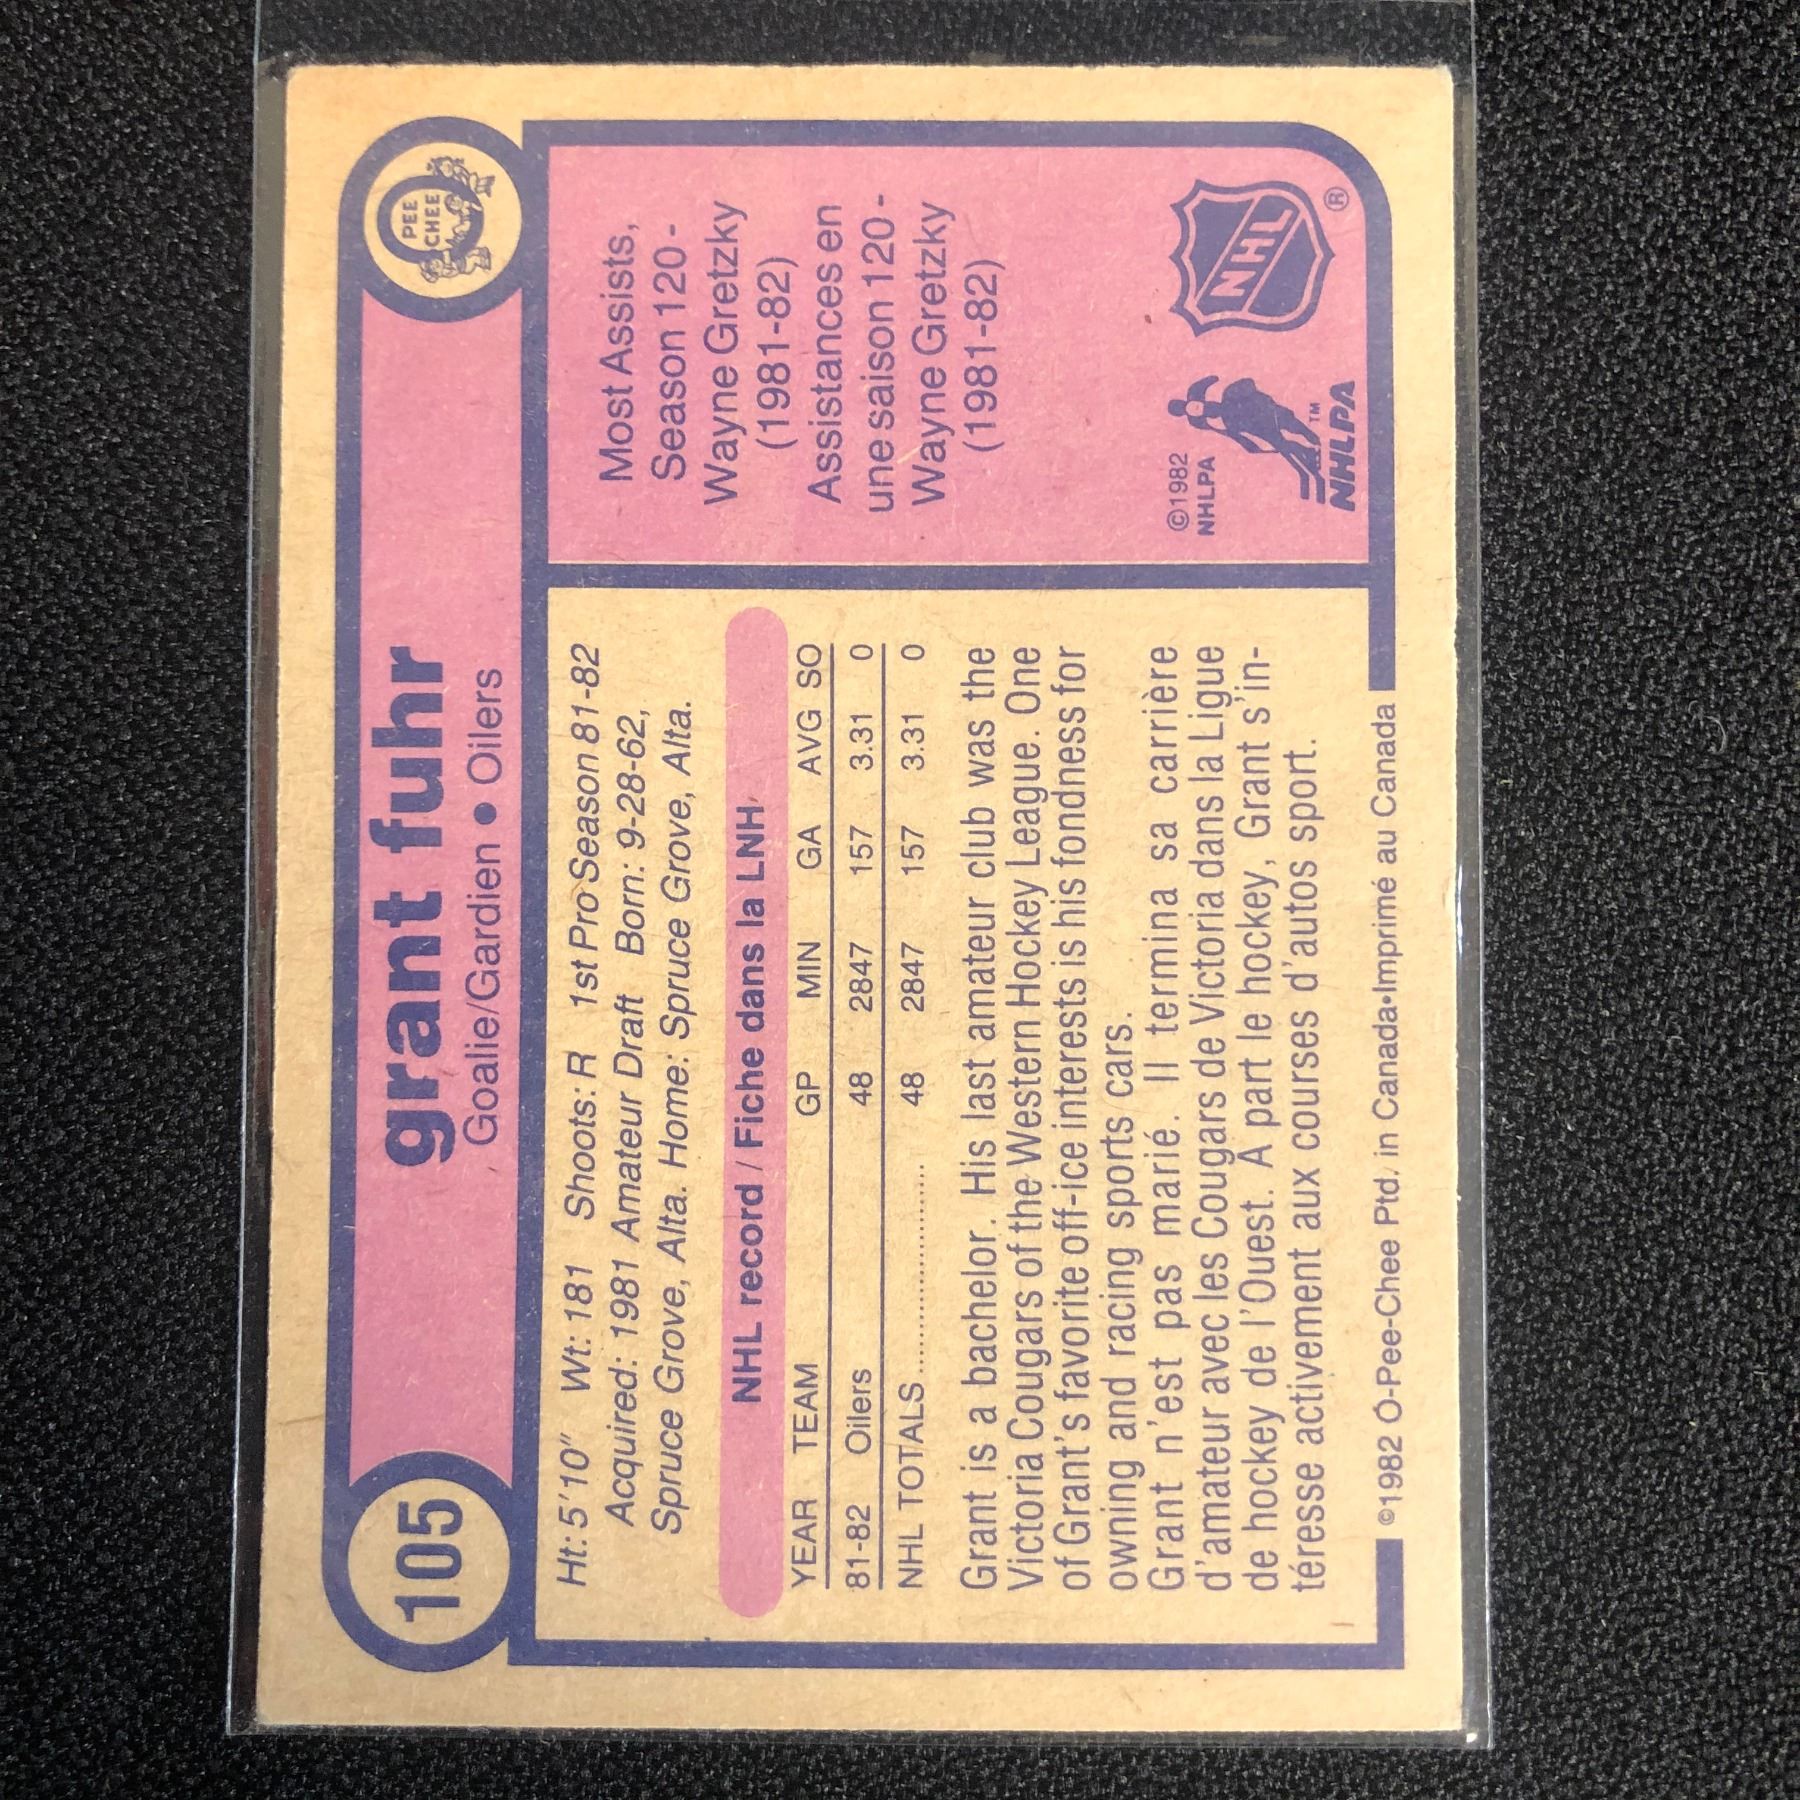 105
grant fuhr
Goalie/Gardien • Oilers
O
PEE
CHEE
Ht: 5'10" Wt: 181 Shoots: R 1st Pro Season 81-82
Acquired: 1981 Amateur Draft Born: 9-28-62,
Spruce Grove, Alta. Home: Spruce Grove, Alta.
NHL record / Fiche dans la LNH
YEAR TEAM GP MIN GA AVG SO
81-82 Oilers 48 2847 157 3.31 0
NHL TOTALS .................... 48 2847 157 3.31 0
Grant is a bachelor. His last amateur club was the
Victoria Cougars of the Western Hockey League. One
of Grant's favorite off-ice interests is his fondness for
owning and racing sports cars.
Grant n'est pas marié. Il termina sa carrière
d'amateur avec les Cougars de Victoria dans la Ligue
de hockey de l'Ouest. A part le hockey, Grant s'in-
téresse activement aux courses d'autos sport.
©1982 O-Pee-Chee Ptd. in Canada•Imprimé au Canada
Most Assists,
Season 120 -
Wayne Gretzky
(1981-82)
Assistances en
une saison 120 -
Wayne Gretzky
(1981-82)
©1982
NHLPA
TM
NHLPA
NHL
®